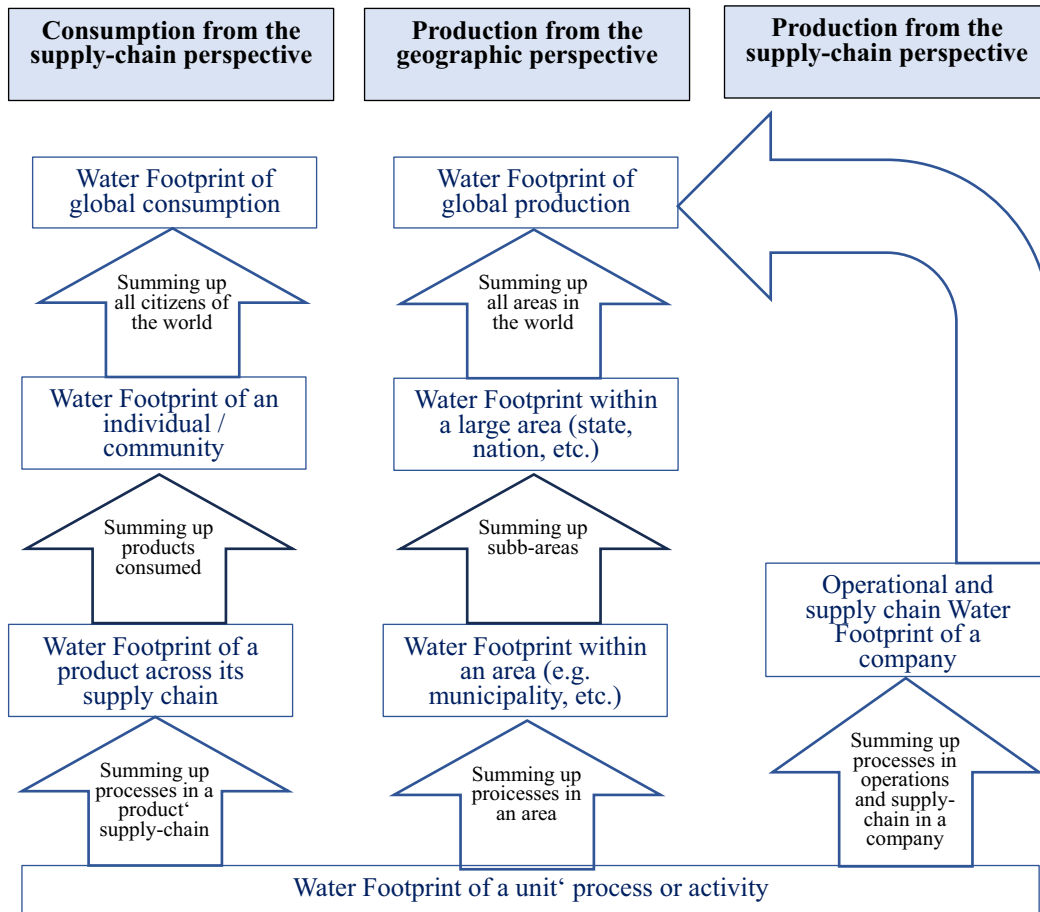 Consumption from the
supply-chain perspective
Production from the
geographic perspective
Production from the
supply-chain perspective
Water Footprint of
global consumption
Water Footprint of
global production
Summing up
all citizens of
the world
Summing up
all areas in
the world
Water Footprint of an
individual /
community
Water Footprint within
a large area (state,
nation, etc.)
Summing up
products
consumed
Summing up
subb-areas
Operational and
supply chain Water
Footprint of a
company
Water Footprint of a
product across its
supply chain
Water Footprint within
an area (e.g.
municipality, etc.)
Summing up
processes in a
product‘
supply-chain
Summing up
proicesses in
an area
Summing up
processes in
operations
and supply-
chain in a
company
Water Footprint of a unit‘ process or activity